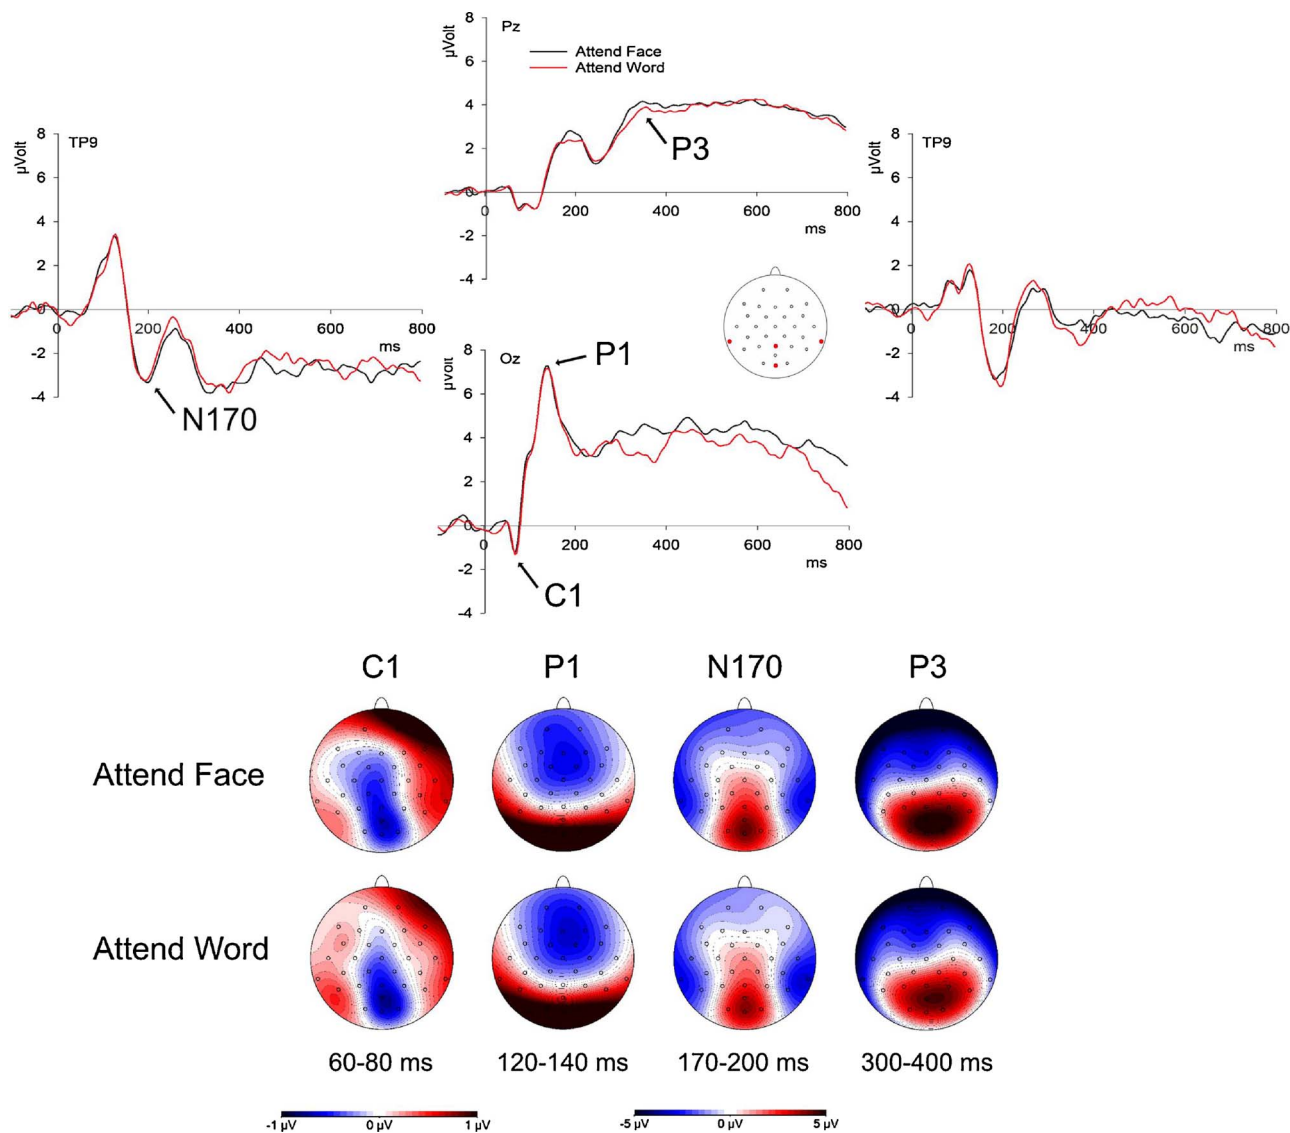 8
Pz
µVolt
6
Attend Face
Attend Word
4
P3
2
0
0 200 400 600 800
ms
-2
-4
8
TP9
µVolt
6
4
2
0
200 400 600 800
ms
-2
-4
N170
8
TP9
µVolt
6
4
2
0
200 400 600 800
ms
-2
-4
8
Oz
µVolt
P1
6
4
2
0
0 200 400 600 800
ms
-2
-4
C1
C1 P1 N170 P3
Attend Face
Attend Word
60-80 ms 120-140 ms 170-200 ms 300-400 ms
-1 µV 0 µV 1 µV
-5 µV 0 µV 5 µV